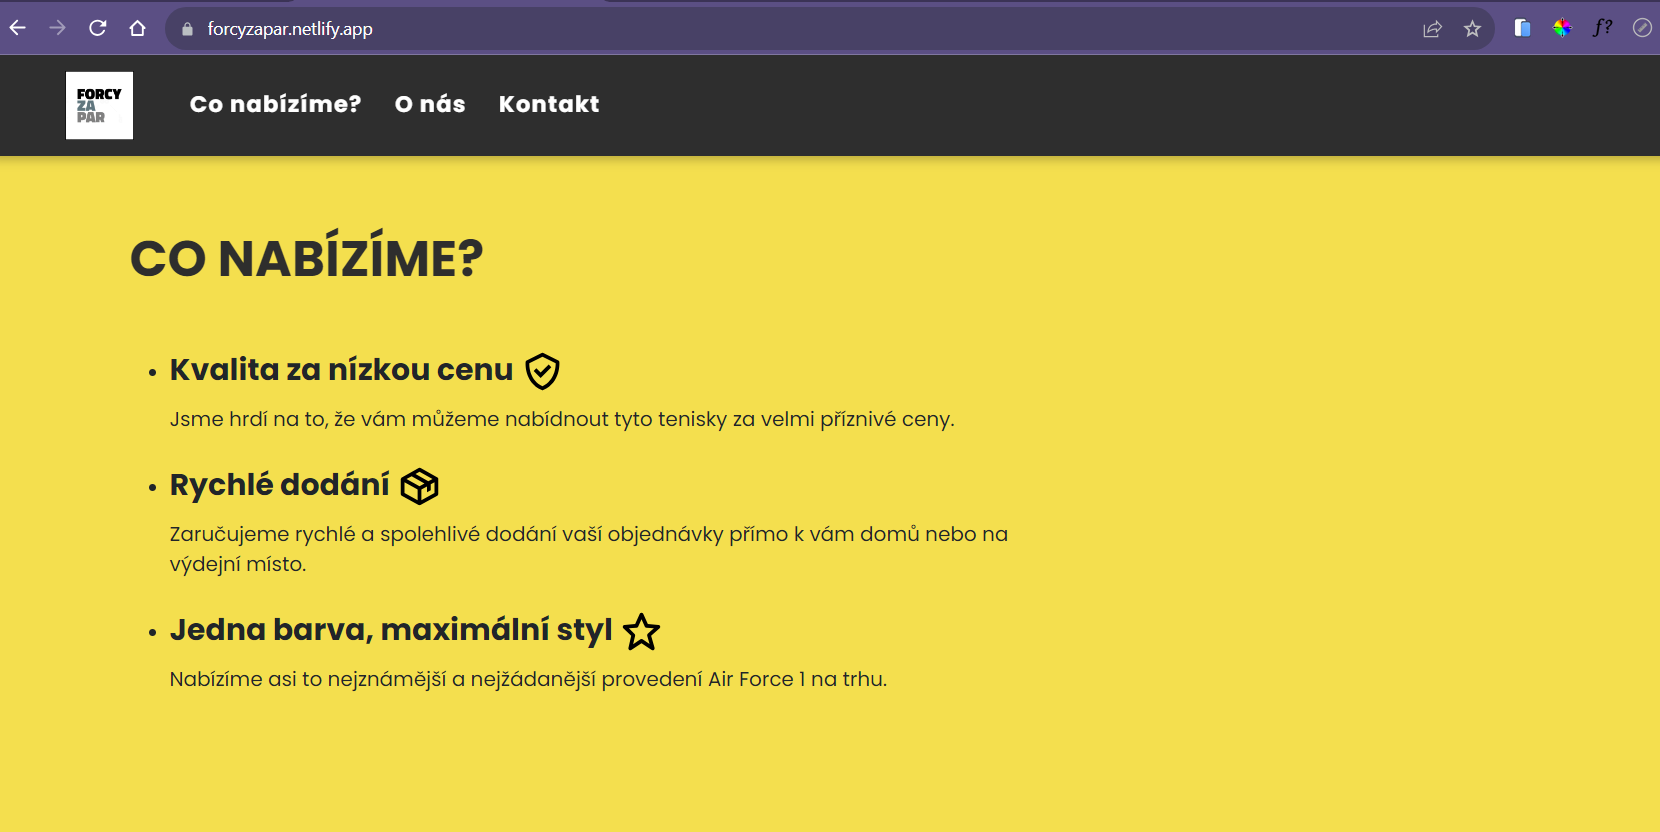 forcyzapar.netlify.app
f?
FORCY
ZA
PAR
Co nabízíme? O nás Kontakt
CO NABÍZÍME?
Kvalita za nízkou cenu
Jsme hrdí na to, že vám můžeme nabídnout tyto tenisky za velmi příznivé ceny.
Rychlé dodání
Zaručujeme rychlé a spolehlivé dodání vaší objednávky přímo k vám domů nebo na
výdejní místo.
Jedna barva, maximální styl
Nabízíme asi to nejznámější a nejžádanější provedení Air Force 1 na trhu.